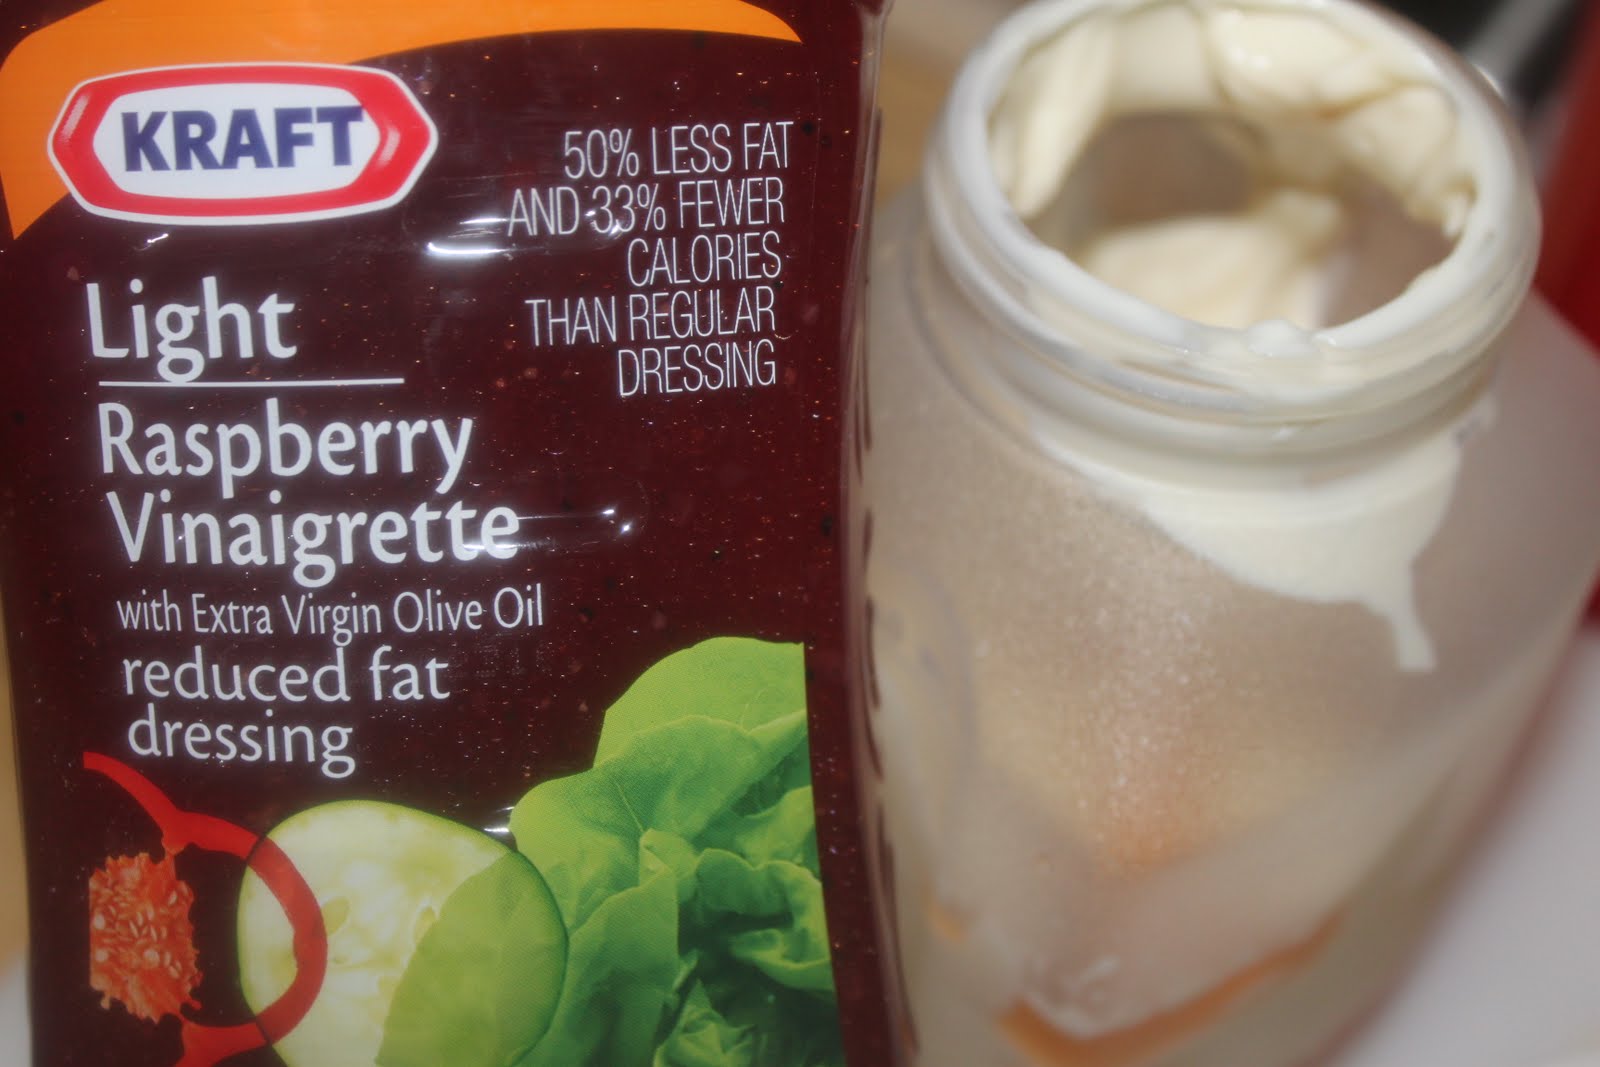 KRAFT
50% LESS FAT
AND 33% FEWER
CALORIES
THAN REGULAR
DRESSING
Light
Raspberry
Vinaigrette
with Extra Virgin Olive Oil
reduced fat
dressing